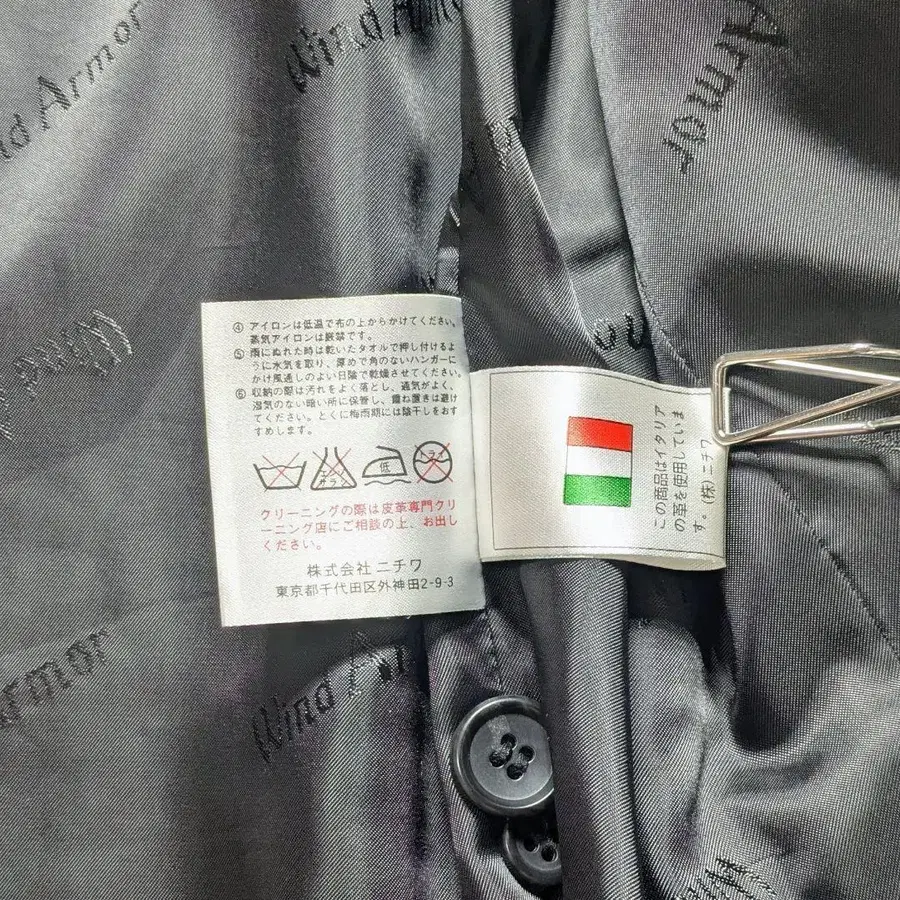 Wind Armor
Armor
Armor
④ アイロンは低温で布の上からかけてください。
蒸気アイロンは厳禁です。
⑤ 雨にぬれた時は乾いたタオルで押し付けるよ
うに水気を取り、厚めで角のないハンガーに
かけ風通しのよい日陰で乾燥させてください。
⑥ 収納の際は汚れをよく落とし、通気がよく、
湿気のない暗い所に保管し、重ね置きは避け
てください。とくに梅雨期には陰干しをおす
すめします。
エンソ
サラシ
低
ドライ
クリーニングの際は皮革専門クリ
ーニング店にご相談の上、お出し
ください。
株式会社 ニチワ
東京都千代田区外神田2-9-3
この商品はイタリア
の革を使用していま
す。(株)ニチワ
Armor
Wind